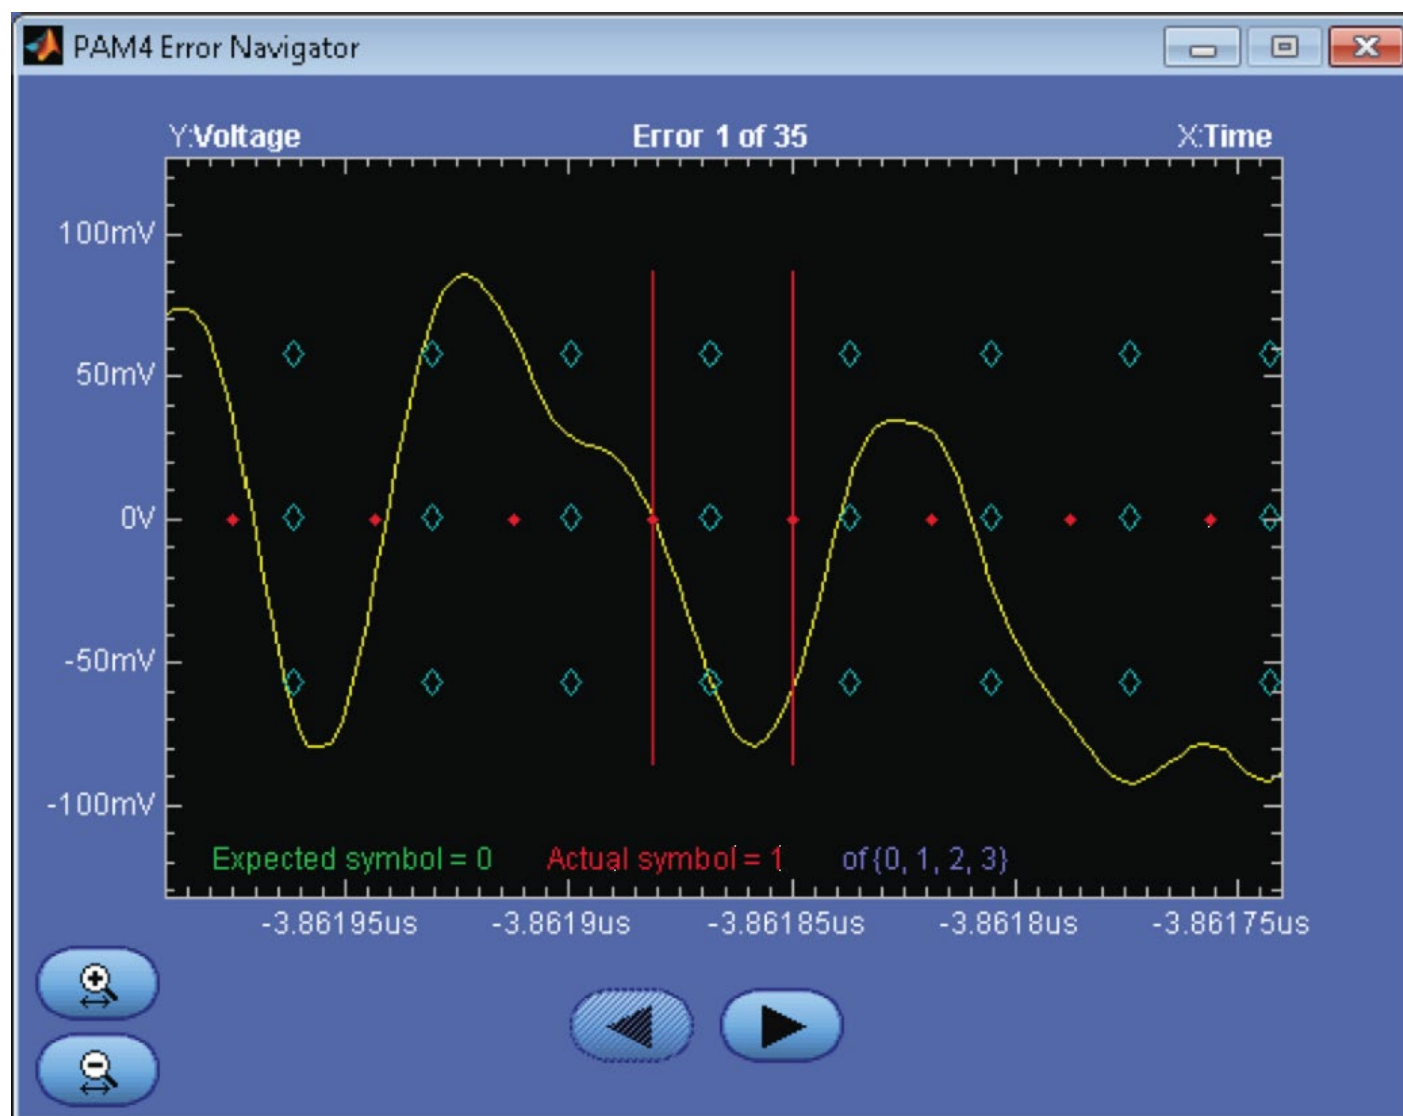 PAM4 Error Navigator
Y:Voltage Error 1 of 35 X:Time
100mV
50mV
0V
-50mV
-100mV
Expected symbol = 0 Actual symbol = 1 of {0, 1, 2, 3}
-3.86195us -3.8619us -3.86185us -3.8618us -3.86175us